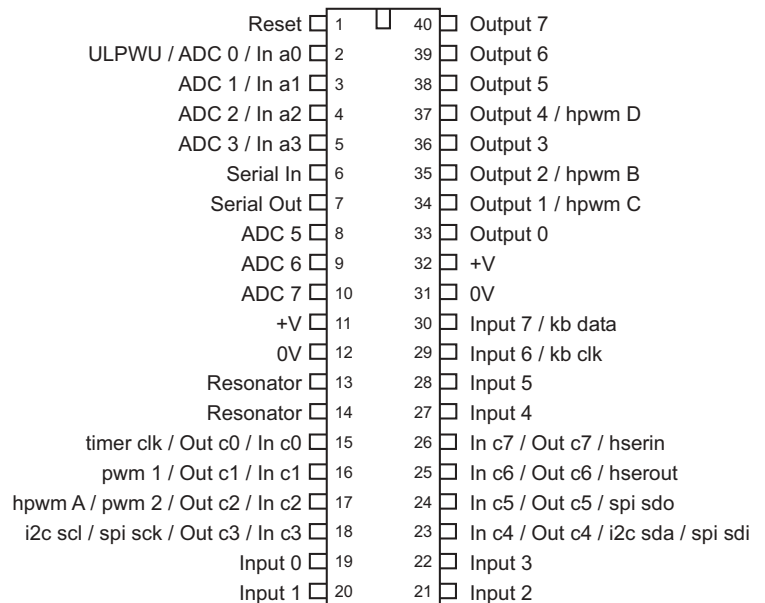 Reset 1 40 Output 7
ULPWU / ADC 0 / In a0 2 39 Output 6
ADC 1 / In a1 3 38 Output 5
ADC 2 / In a2 4 37 Output 4 / hpwm D
ADC 3 / In a3 5 36 Output 3
Serial In 6 35 Output 2 / hpwm B
Serial Out 7 34 Output 1 / hpwm C
ADC 5 8 33 Output 0
ADC 6 9 32 +V
ADC 7 10 31 0V
+V 11 30 Input 7 / kb data
0V 12 29 Input 6 / kb clk
Resonator 13 28 Input 5
Resonator 14 27 Input 4
timer clk / Out c0 / In c0 15 26 In c7 / Out c7 / hserin
pwm 1 / Out c1 / In c1 16 25 In c6 / Out c6 / hserout
hpwm A / pwm 2 / Out c2 / In c2 17 24 In c5 / Out c5 / spi sdo
i2c scl / spi sck / Out c3 / In c3 18 23 In c4 / Out c4 / i2c sda / spi sdi
Input 0 19 22 Input 3
Input 1 20 21 Input 2